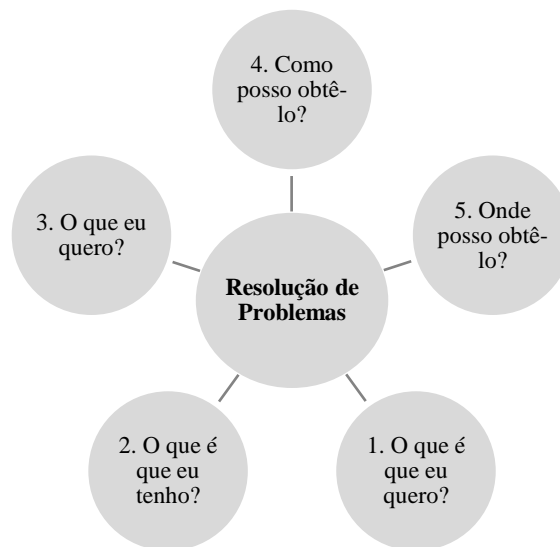 4. Como
posso obtê-
lo?
3. O que eu
quero?
5. Onde
posso obtê-
lo?
Resolução de
Problemas
2. O que é
que eu
tenho?
1. O que é
que eu
quero?